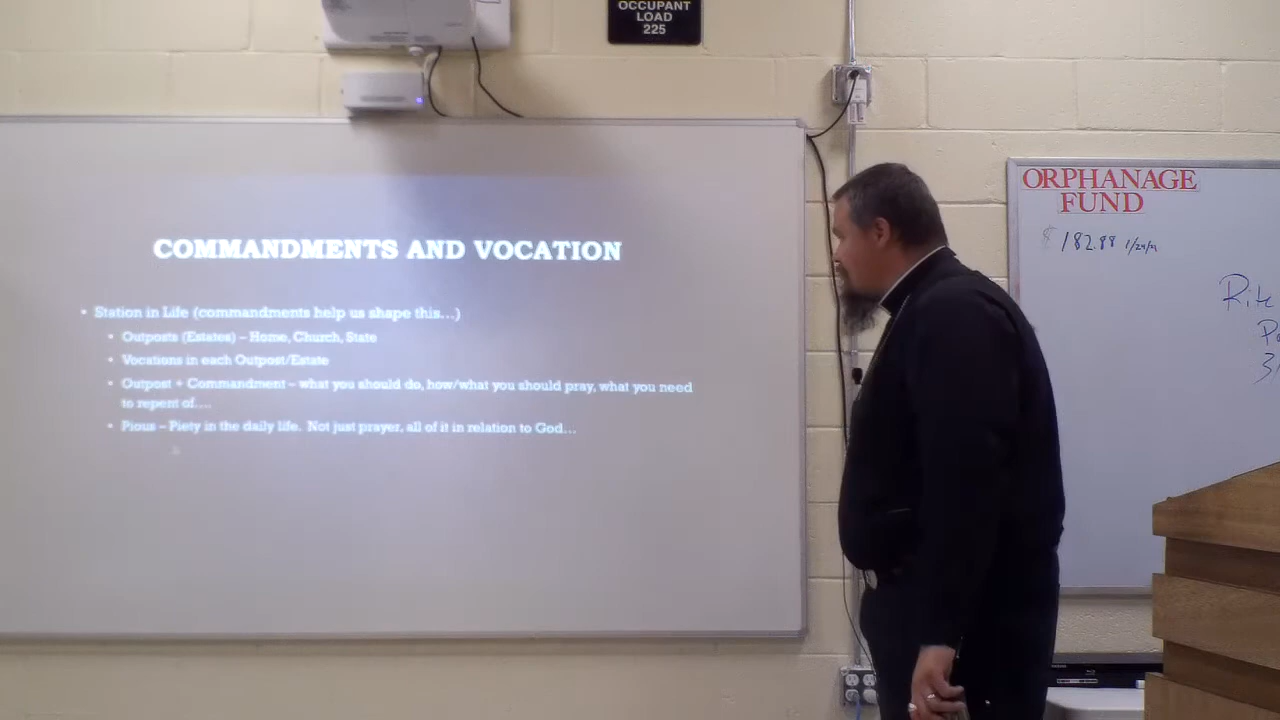 OCCUPANT
LOAD
225
COMMANDMENTS AND VOCATION
• Station in Life (commandments help us shape this...)
• Outposts (Estates) – Home, Church, State
• Vocations in each Outpost/Estate
• Outpost + Commandment – what you should do, how/what you should pray, what you need
to repent of....
• Pious – Piety in the daily life. Not just prayer, all of it in relation to God...
ORPHANAGE
FUND
$182.88 1/24/21